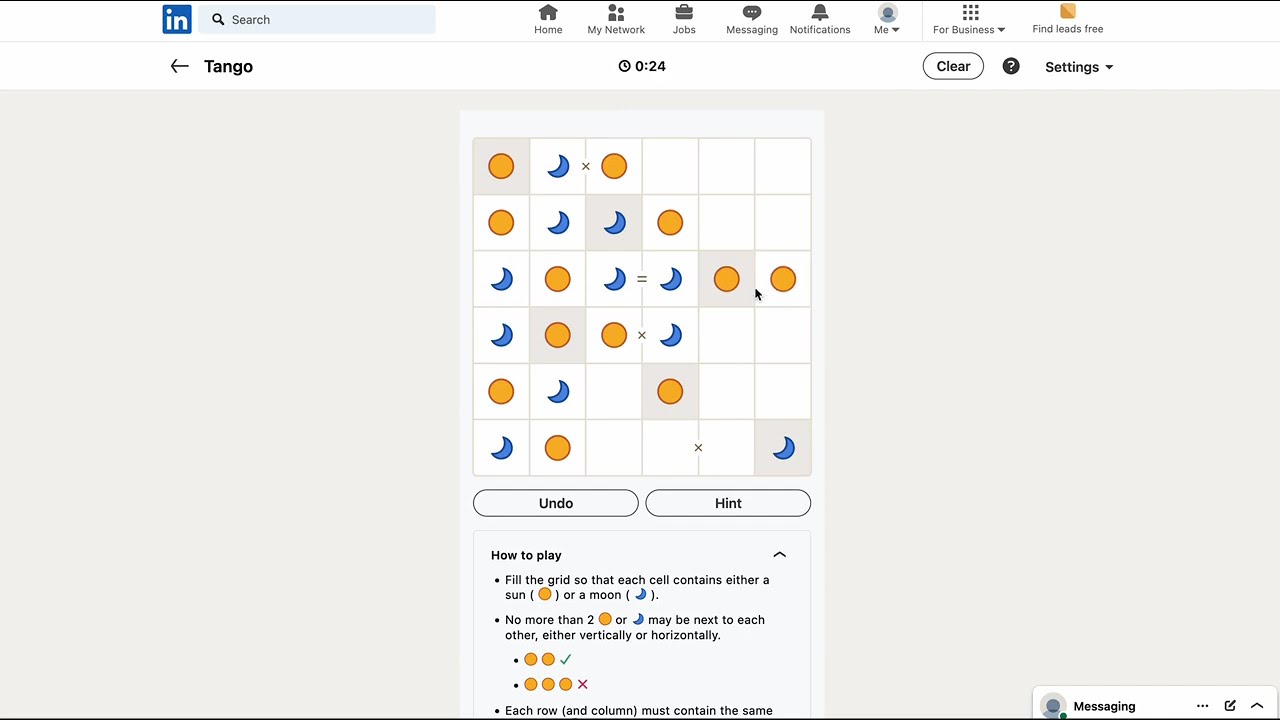 in
Search
Home
My Network
Jobs
Messaging
Notifications
Me
For Business
Find leads free
Tango
0:24
Clear
?
Settings
×
=
×
×
Undo
Hint
How to play
• Fill the grid so that each cell contains either a
sun ( ) or a moon ( ).
• No more than 2 or may be next to each
other, either vertically or horizontally.
•
•
• Each row (and column) must contain the same
Messaging